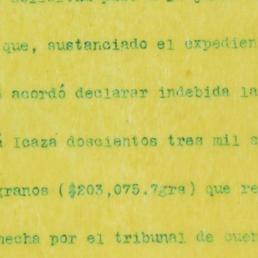 que, sustanciado el expedien
acordó declarar indebida la
Icaza doscientos tres mil s
granos ($203,075.7grs) que re
hecha por el tribunal de cuen